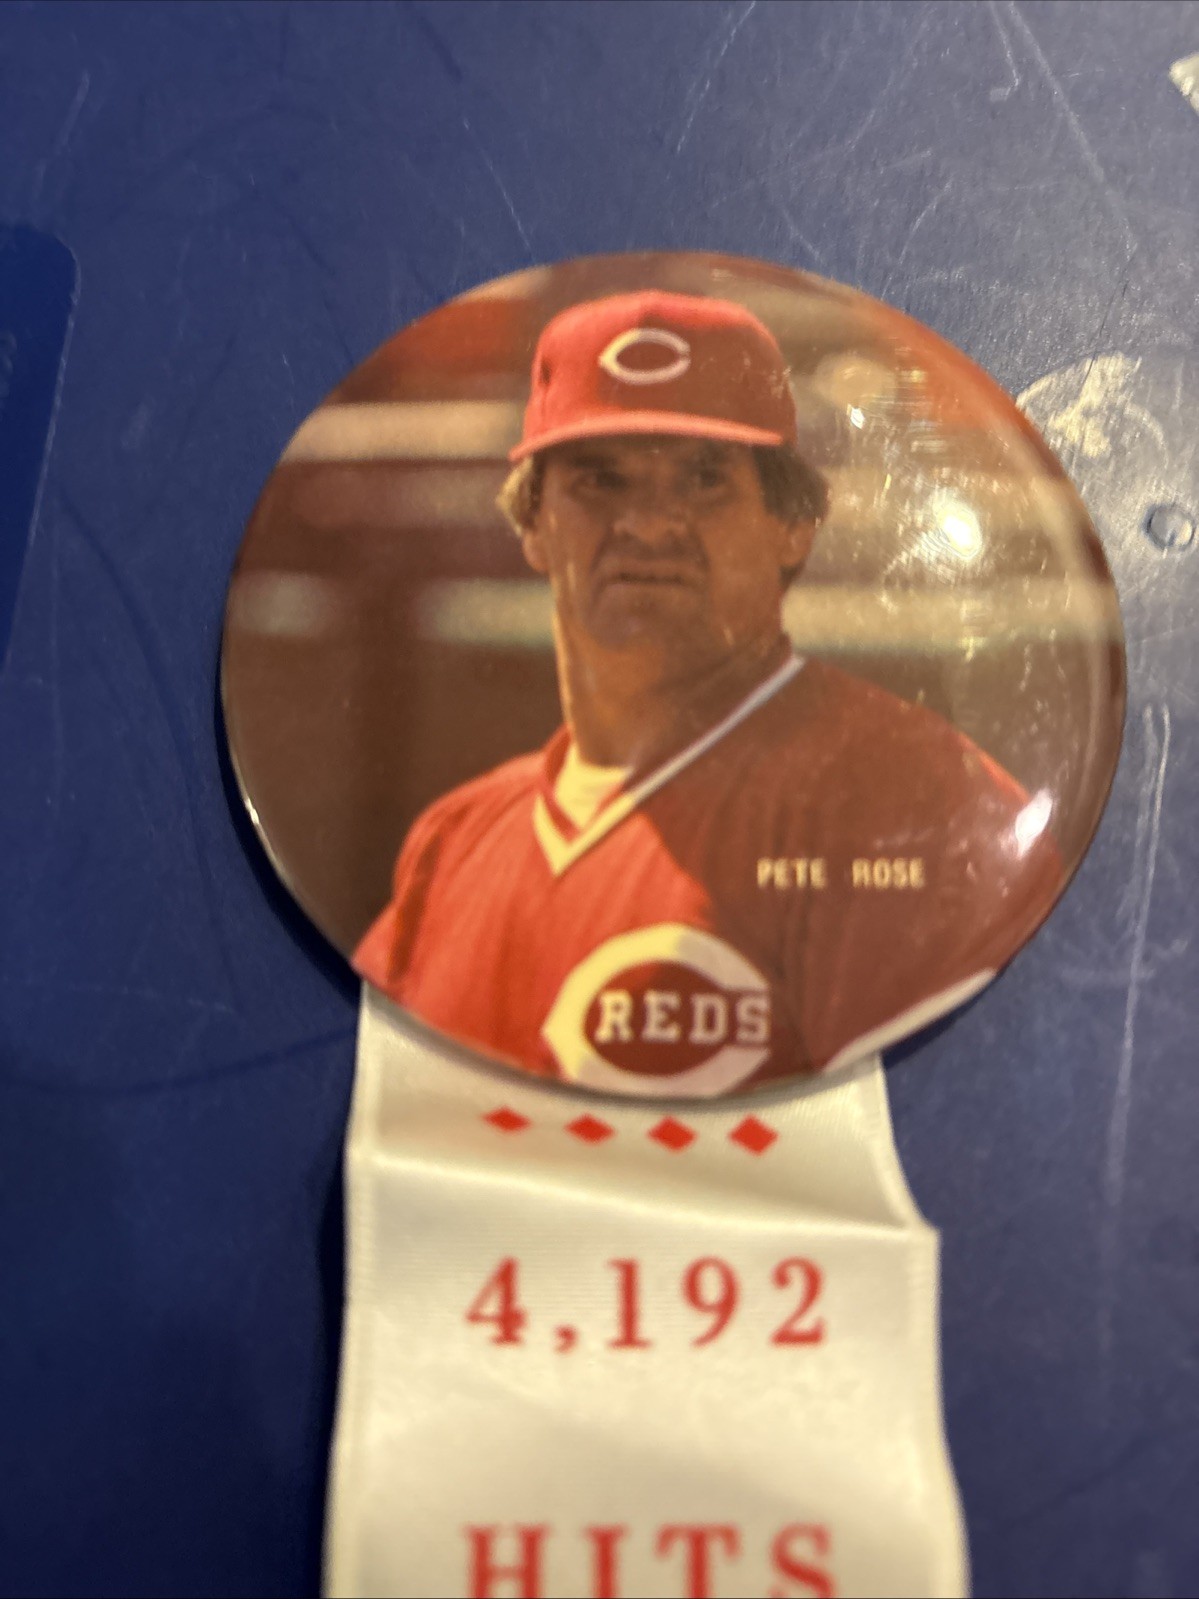 PETE ROSE
REDS
4,192
HITS